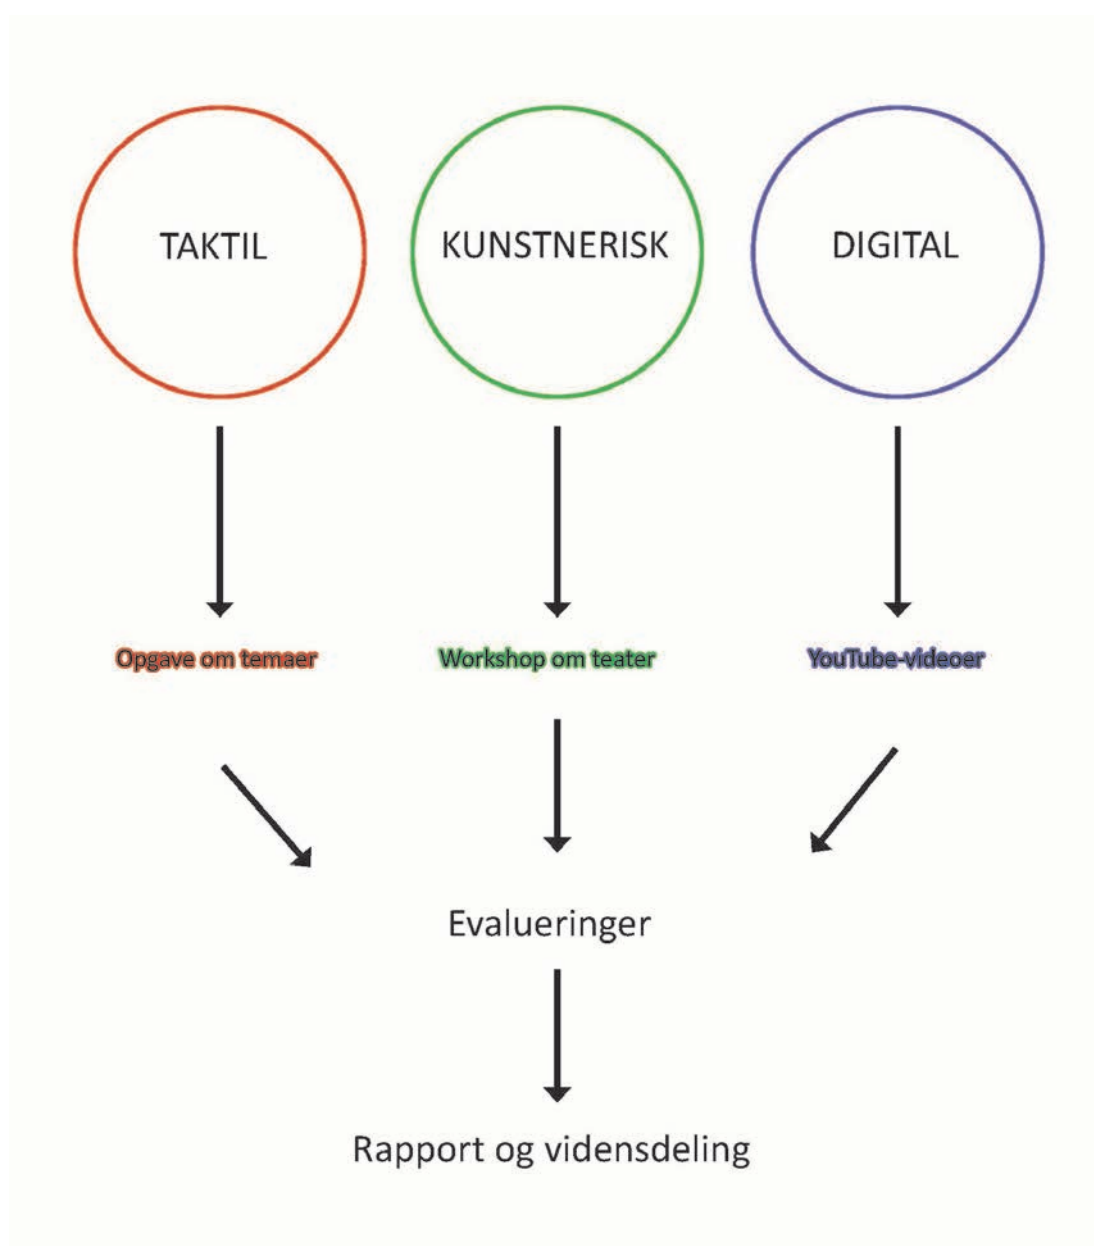 TAKTIL
KUNSTNERISK
DIGITAL
Opgave om temaer
Workshop om teater
YouTube-videoer
Evalueringer
Rapport og vidensdeling